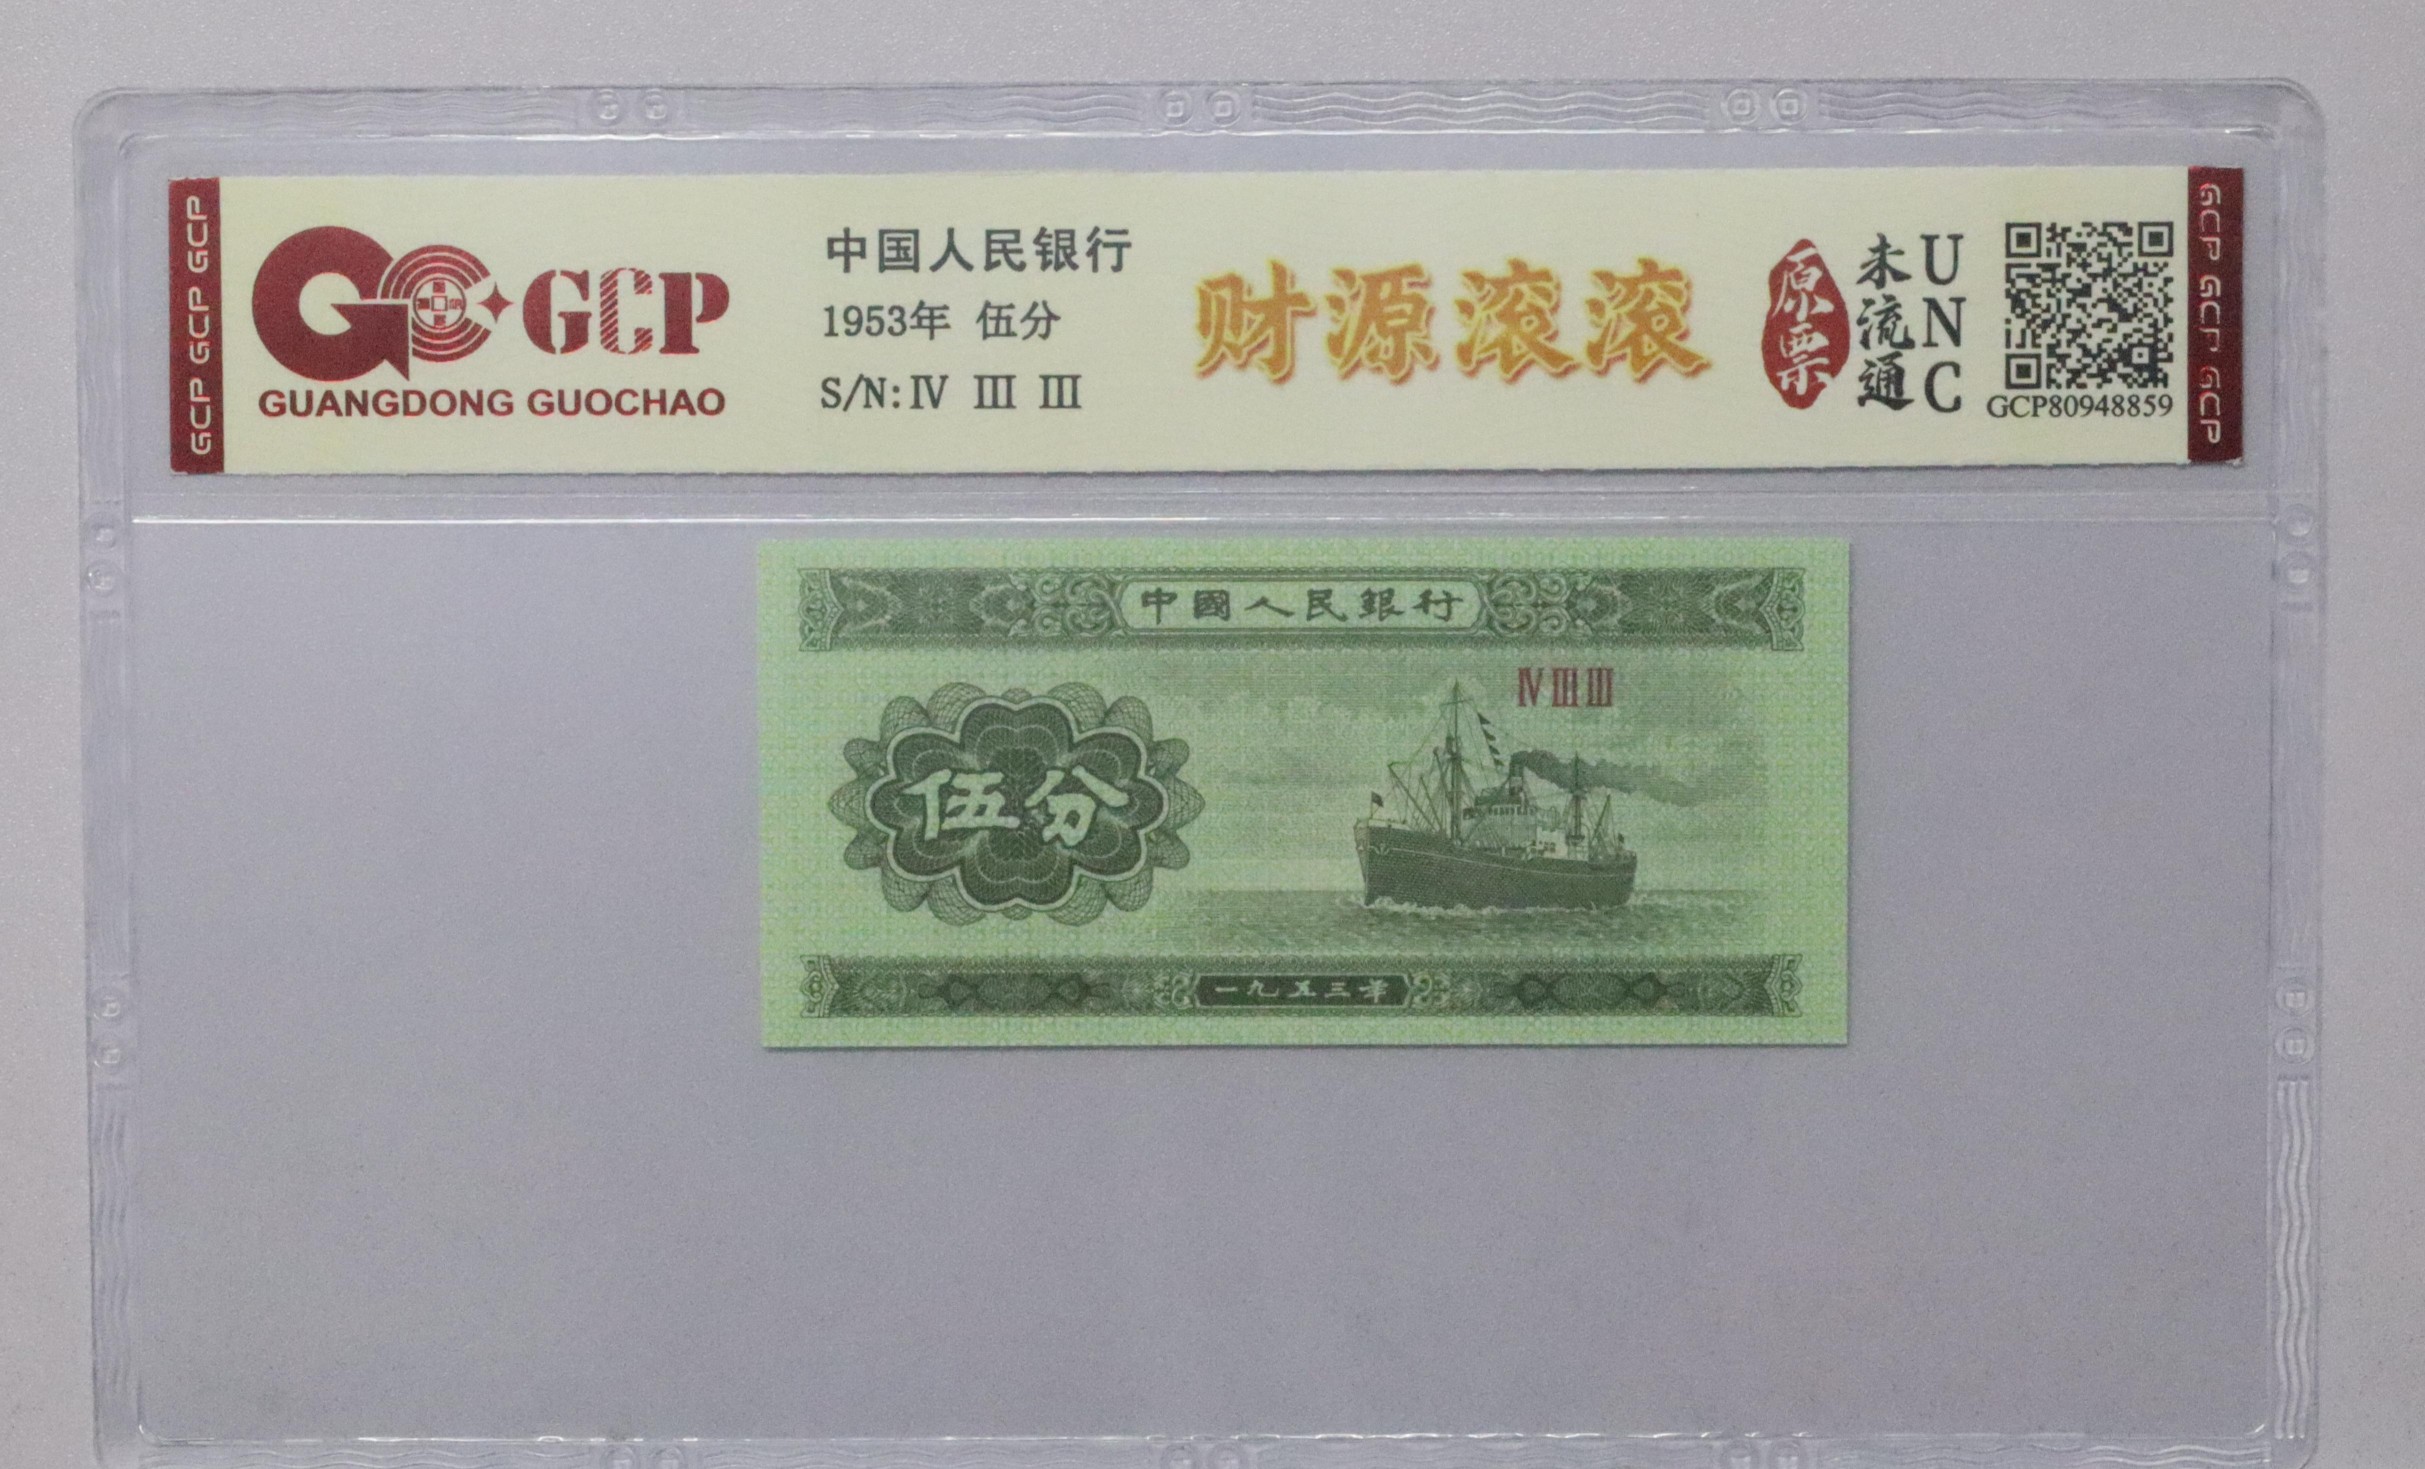 GCP GCP GCP
GCP
GUANGDONG GUOCHAO
中国人民银行
1953年 伍分
S/N: Ⅳ Ⅲ Ⅲ
财源滚滚
原票
未流通
UNC
GCP80948859
GCP GCP GCP
中國人民銀行
Ⅳ Ⅲ Ⅲ
伍分
一九五三年